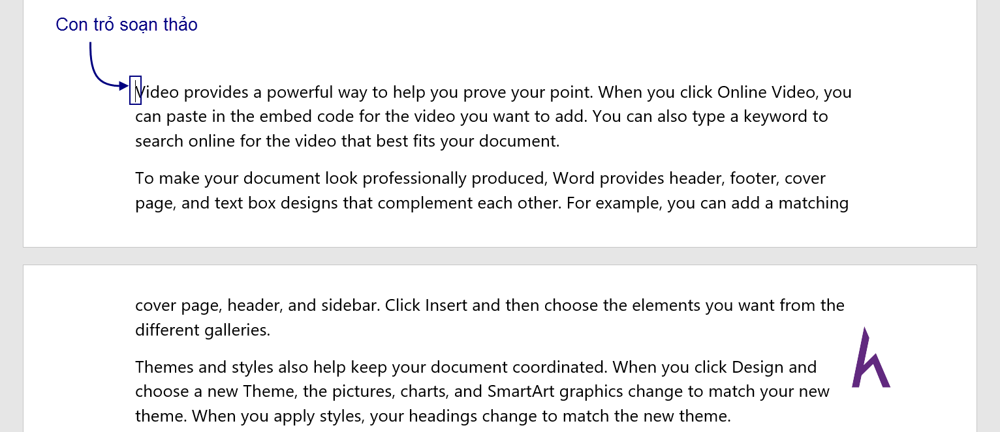 Con trỏ soạn thảo
Video provides a powerful way to help you prove your point. When you click Online Video, you
can paste in the embed code for the video you want to add. You can also type a keyword to
search online for the video that best fits your document.
To make your document look professionally produced, Word provides header, footer, cover
page, and text box designs that complement each other. For example, you can add a matching
cover page, header, and sidebar. Click Insert and then choose the elements you want from the
different galleries.
Themes and styles also help keep your document coordinated. When you click Design and
choose a new Theme, the pictures, charts, and SmartArt graphics change to match your new
theme. When you apply styles, your headings change to match the new theme.